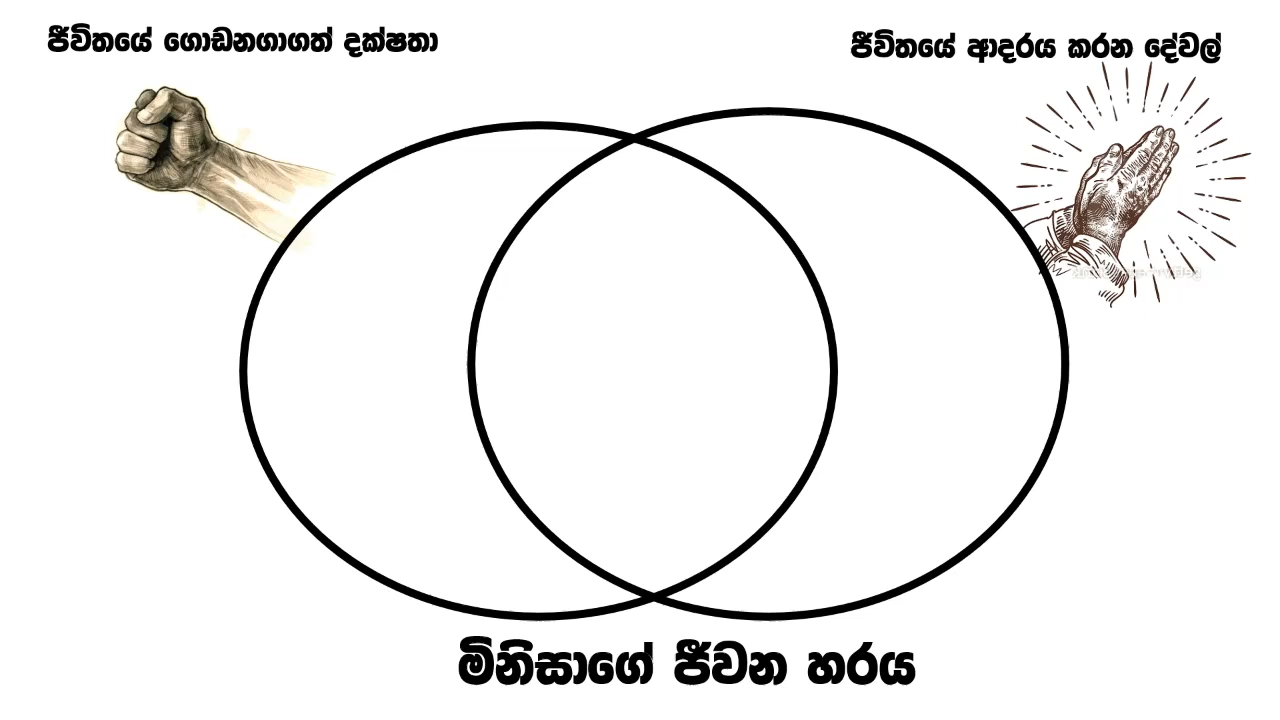 ජීවිතයේ ගොඩනගාගත් දක්ෂතා
ජීවිතයේ ආදරය කරන දේවල්
මිනිසාගේ ජීවන හරය